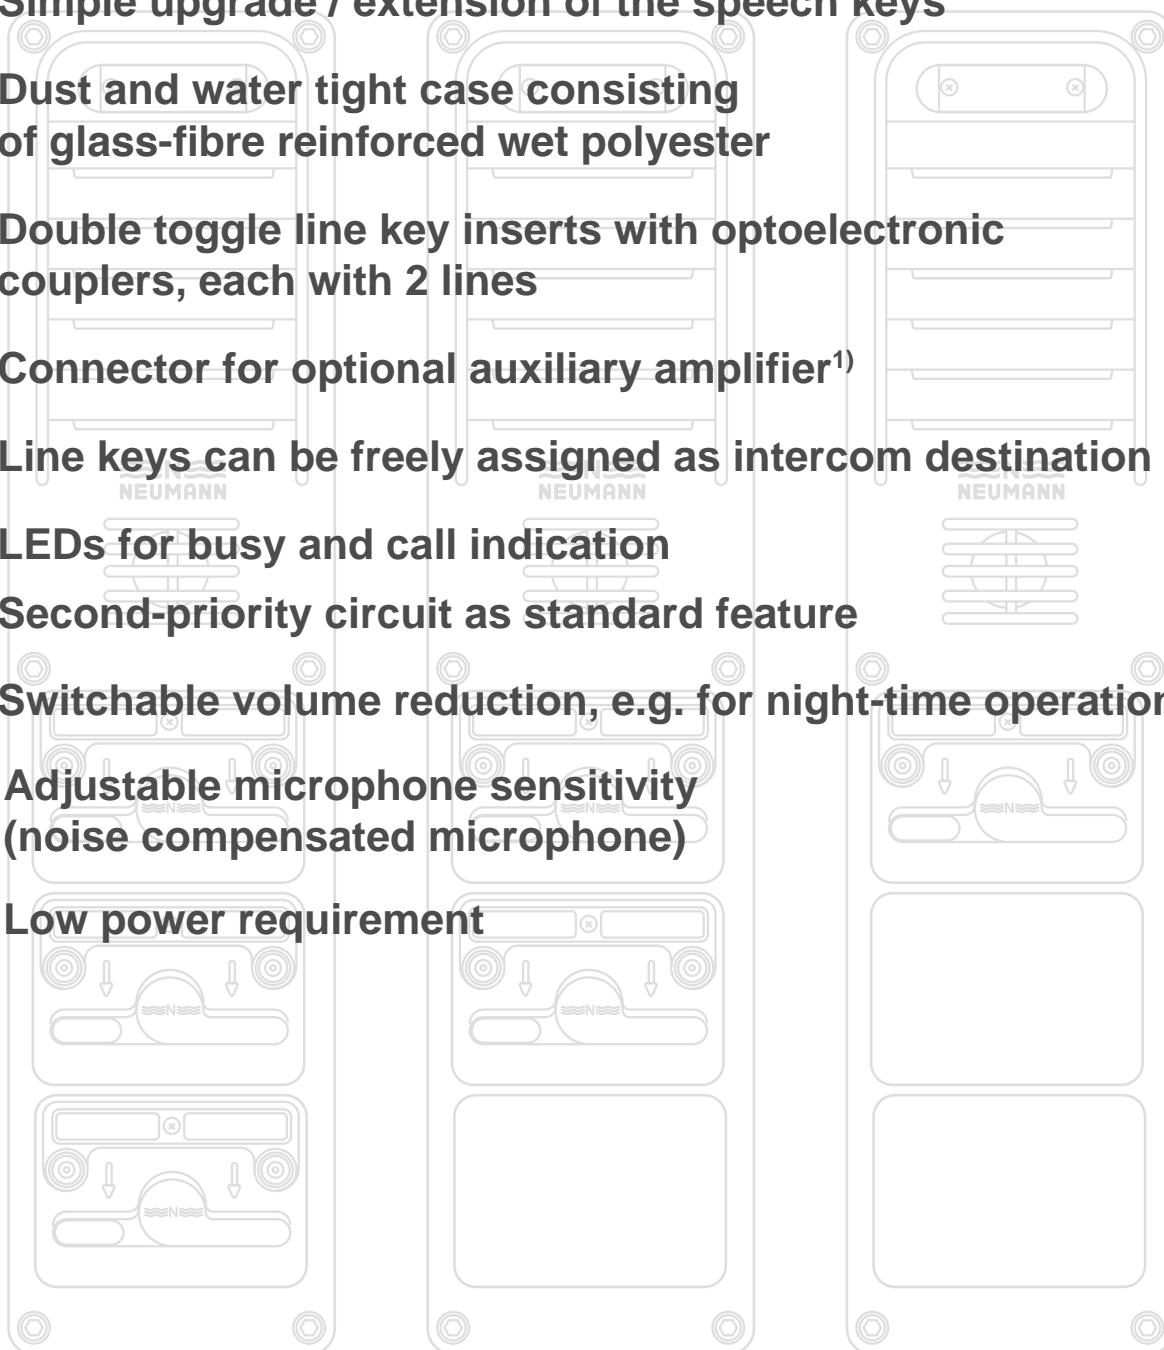 Simple upgrade / extension of the speech keys
Dust and water tight case consisting
of glass-fibre reinforced wet polyester
Double toggle line key inserts with optoelectronic
couplers, each with 2 lines
Connector for optional auxiliary amplifier1)
Line keys can be freely assigned as intercom destination
N N N
NEUMANN NEUMANN NEUMANN
LEDs for busy and call indication
Second-priority circuit as standard feature
Switchable volume reduction, e.g. for night-time operation
Adjustable microphone sensitivity
N N N
(noise compensated microphone)
Low power requirement
N N
N